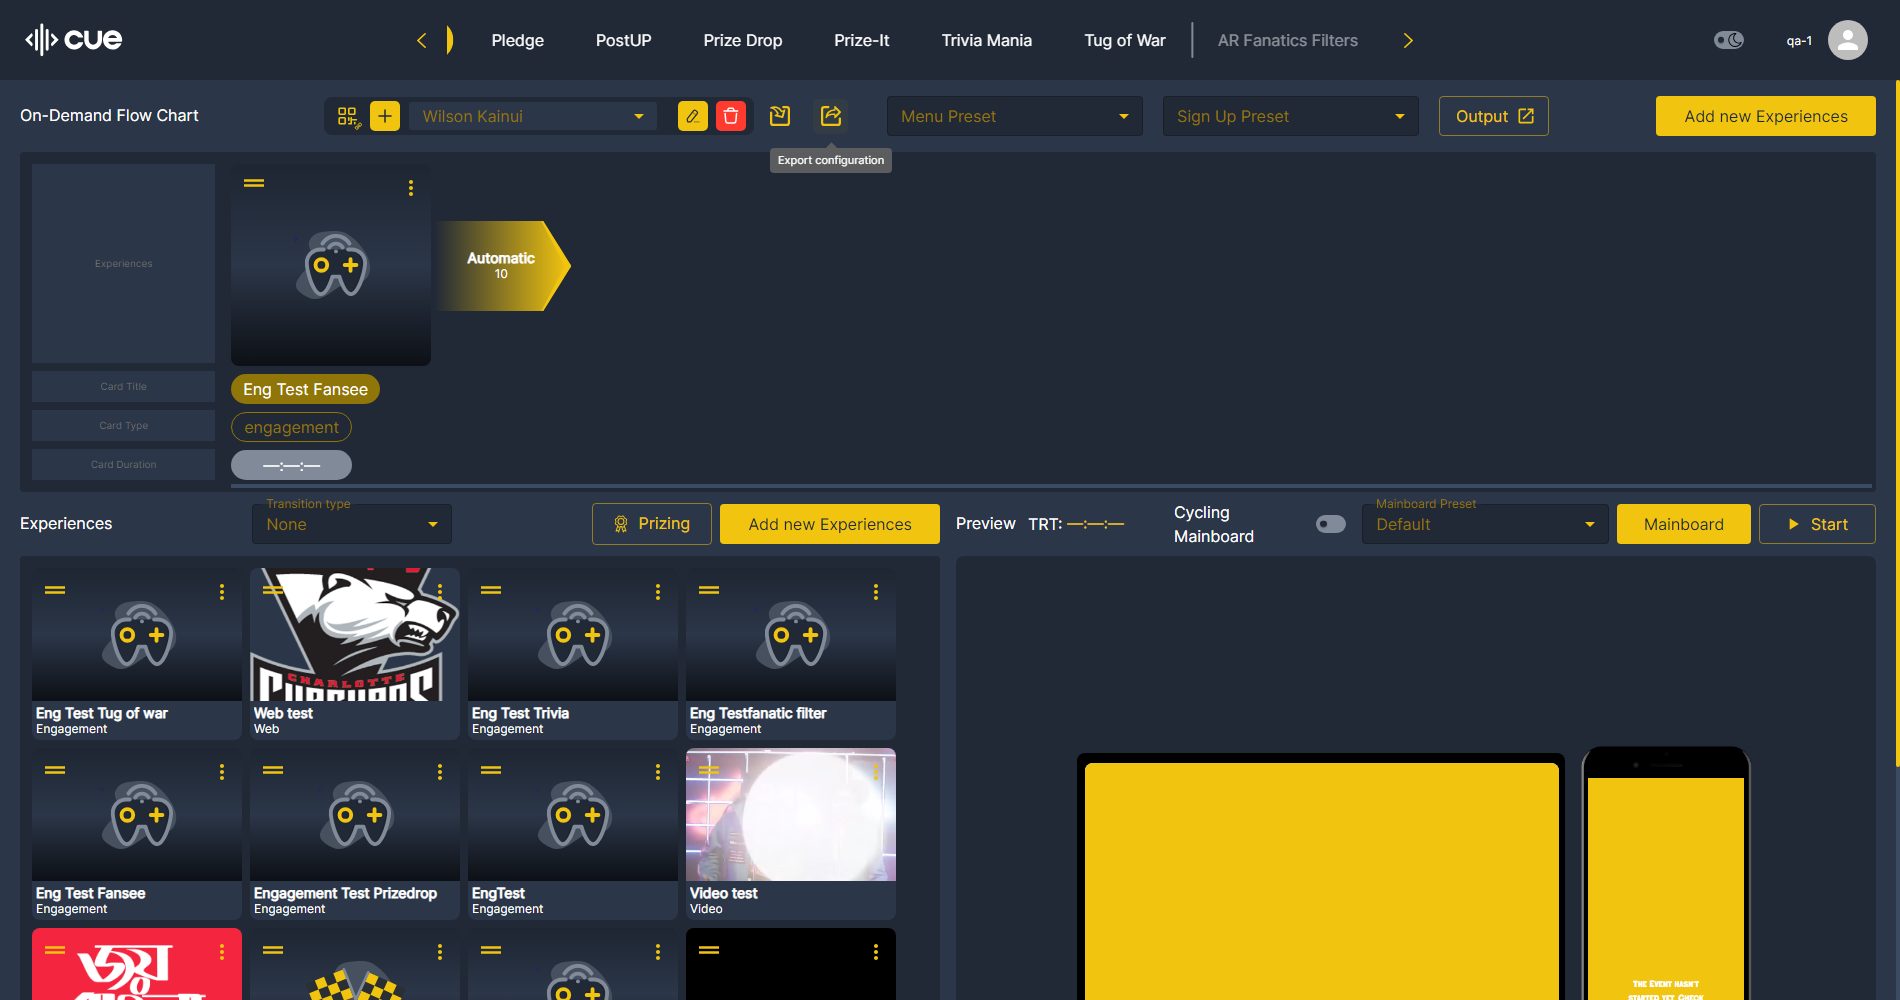 cue
Pledge
PostUP
Prize Drop
Prize-It
Trivia Mania
Tug of War
AR Fanatics Filters
qa-1
On-Demand Flow Chart
Wilson Kainui
Menu Preset
Sign Up Preset
Output
Add new Experiences
Export configuration
Experiences
Automatic
10
Card Title
Eng Test Fansee
Card Type
engagement
Card Duration
—:—:—
Experiences
Transition type
None
Prizing
Add new Experiences
Preview
TRT: —:—:—
Cycling
Mainboard
Mainboard Preset
Default
Mainboard
Start
CHARLOTTE
Eng Test Tug of war
Engagement
Web test
Web
Eng Test Trivia
Engagement
Eng Testfanatic filter
Engagement
Eng Test Fansee
Engagement
Engagement Test Prizedrop
Engagement
EngTest
Engagement
Video test
Video
জয়
The Event hasn't
started yet. Check